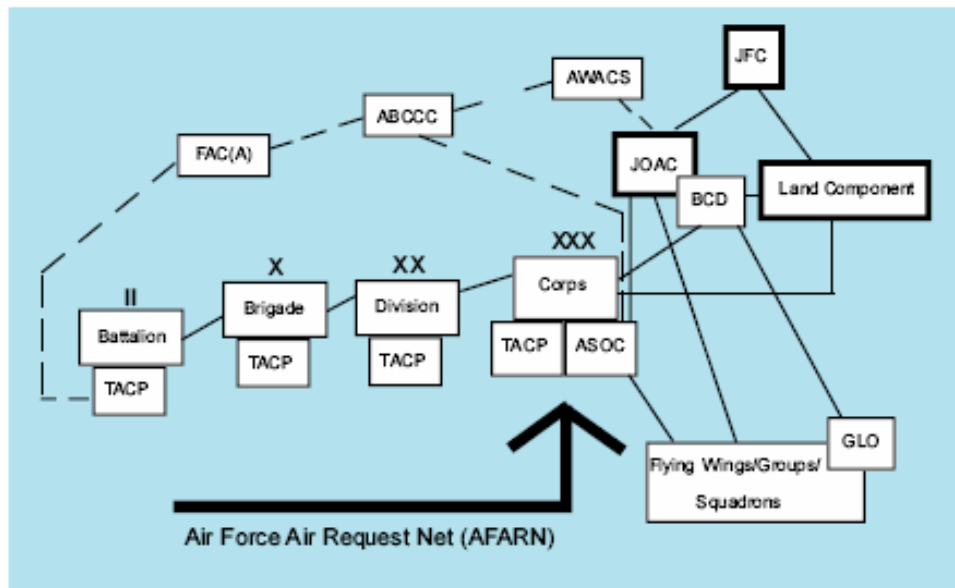 JFC
AWACS
ABCCC
FAC(A)
JOAC
BCD
Land Component
XXX
Corps
XX
Division
X
Brigade
II
Battalion
TACP
TACP
TACP
TACP
ASOC
GLO
Flying Wings/Groups/
Squadrons
Air Force Air Request Net (AFARN)